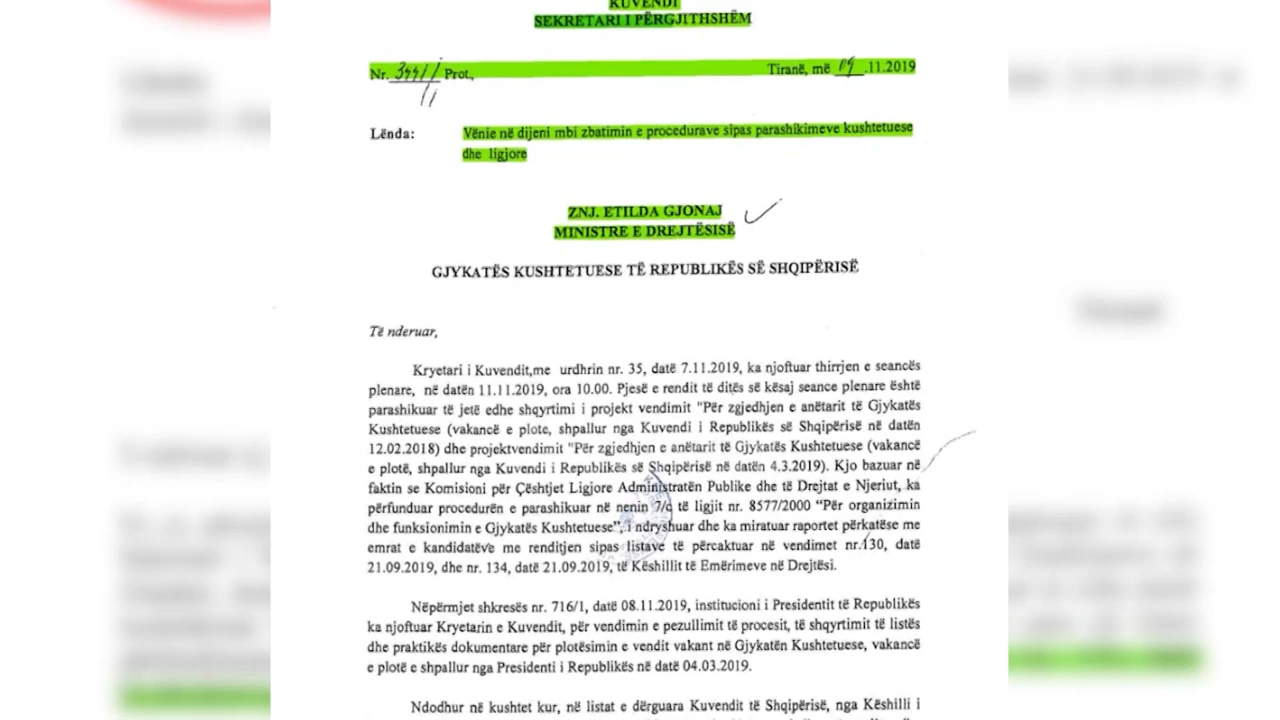 KUVENDI
SEKRETARI I PËRGJITHSHËM
Nr. 3441/1 Prot., Tiranë, më 09.11.2019
Lënda: Vënie në dijeni mbi zbatimin e procedurave sipas parashikimeve kushtetuese
dhe ligjore
ZNJ. ETILDA GJONAJ
MINISTRE E DREJTËSISË
GJYKATËS KUSHTETUESE TË REPUBLIKËS SË SHQIPËRISË
Të nderuar,
Kryetari i Kuvendit,me urdhrin nr. 35, datë 7.11.2019, ka njoftuar thirrjen e seancës
plenare, në datën 11.11.2019, ora 10.00. Pjesë e rendit të ditës së kësaj seance plenare është
parashikuar të jetë edhe shqyrtimi i projekt vendimit "Për zgjedhjen e anëtarit të Gjykatës
Kushtetuese (vakancë e plote, shpallur nga Kuvendi i Republikës së Shqipërisë në datën
12.02.2018) dhe projektvendimit "Për zgjedhjen e anëtarit të Gjykatës Kushtetuese (vakancë
e plotë, shpallur nga Kuvendi i Republikës së Shqipërisë në datën 4.3.2019). Kjo bazuar në
faktin se Komisioni për Çështjet Ligjore Administratën Publike dhe të Drejtat e Njeriut, ka
përfunduar procedurën e parashikuar në nenin 7/c të ligjit nr. 8577/2000 “Për organizimin
dhe funksionimin e Gjykatës Kushtetuese”, i ndryshuar dhe ka miratuar raportet përkatëse me
emrat e kandidatëve me renditjen sipas listave të përcaktuar në vendimet nr.130, datë
21.09.2019, dhe nr. 134, datë 21.09.2019, të Këshillit të Emërimeve në Drejtësi.
Nëpërmjet shkresës nr. 716/1, datë 08.11.2019, institucioni i Presidentit të Republikës
ka njoftuar Kryetarin e Kuvendit, për vendimin e pezullimit të procesit, të shqyrtimit të listës
dhe praktikës dokumentare për plotësimin e vendit vakant në Gjykatën Kushtetuese, vakancë
e plotë e shpallur nga Presidenti i Republikës në datë 04.03.2019.
Ndodhur në kushtet kur, në listat e dërguara Kuvendit të Shqipërisë, nga Këshilli i